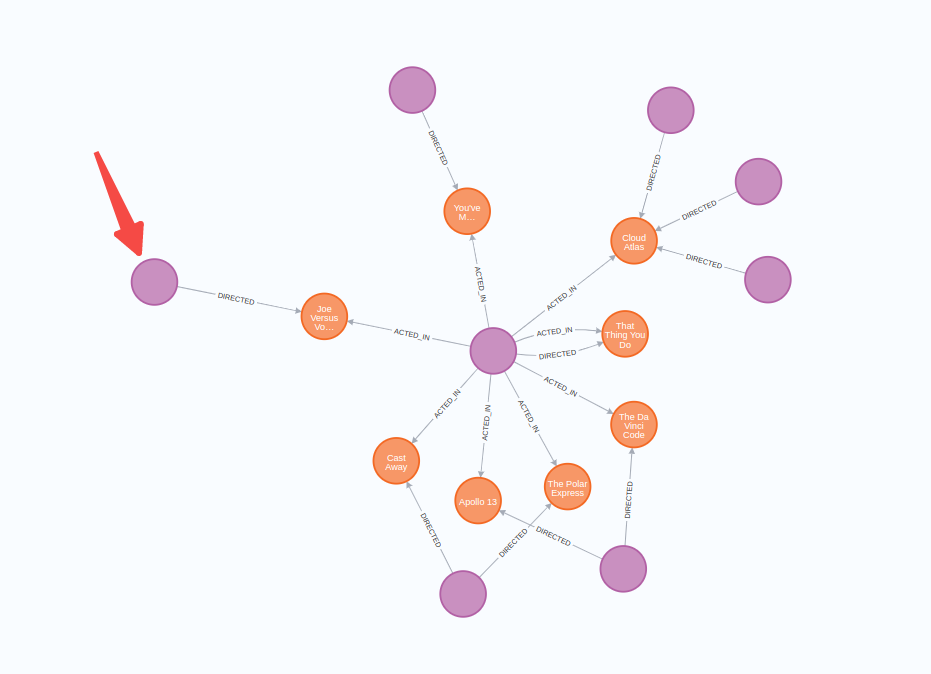 DIRECTED
DIRECTED
DIRECTED
You've
M...
Cloud
Atlas
DIRECTED
ACTED_IN
ACTED_IN
DIRECTED
Joe
Versus
Vo...
ACTED_IN
ACTED_IN
That
Thing You
Do
DIRECTED
ACTED_IN
ACTED_IN
ACTED_IN
ACTED_IN
The Da
Vinci
Code
Cast
Away
The Polar
Express
Apollo 13
DIRECTED
DIRECTED
DIRECTED
DIRECTED